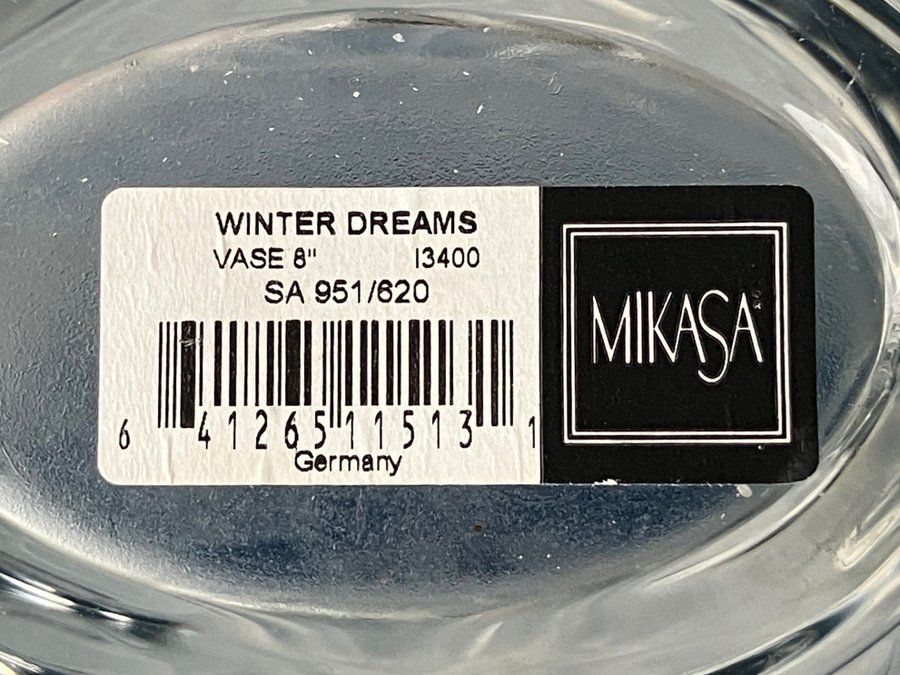 WINTER DREAMS
VASE 8" I3400
SA 951/620
6 41265 11513 1
Germany
MIKASA